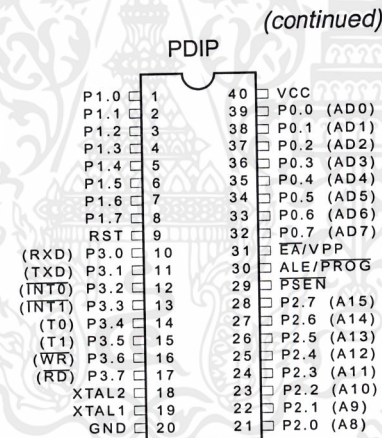 (continued)
PDIP
P1.0 1 40 VCC
P1.1 2 39 P0.0 (AD0)
P1.2 3 38 P0.1 (AD1)
P1.3 4 37 P0.2 (AD2)
P1.4 5 36 P0.3 (AD3)
P1.5 6 35 P0.4 (AD4)
P1.6 7 34 P0.5 (AD5)
P1.7 8 33 P0.6 (AD6)
RST 9 32 P0.7 (AD7)
(RXD) P3.0 10 31 E̅A̅/VPP
(TXD) P3.1 11 30 ALE/P̅R̅O̅G̅
(I̅N̅T̅0̅) P3.2 12 29 P̅S̅E̅N̅
(I̅N̅T̅1̅) P3.3 13 28 P2.7 (A15)
(T0) P3.4 14 27 P2.6 (A14)
(T1) P3.5 15 26 P2.5 (A13)
(W̅R̅) P3.6 16 25 P2.4 (A12)
(R̅D̅) P3.7 17 24 P2.3 (A11)
XTAL2 18 23 P2.2 (A10)
XTAL1 19 22 P2.1 (A9)
GND 20 21 P2.0 (A8)